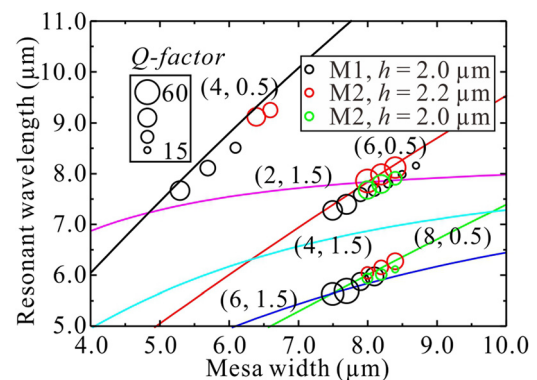 11.0
10.0
9.0
8.0
7.0
6.0
5.0
Resonant wavelength (μm)
Q-factor
60
15
M1, h = 2.0 μm
M2, h = 2.2 μm
M2, h = 2.0 μm
(4, 0.5)
(6,0.5)
(2, 1.5)
(4, 1.5)
(8, 0.5)
(6, 1.5)
4.0 5.0 6.0 7.0 8.0 9.0 10.0
Mesa width (μm)